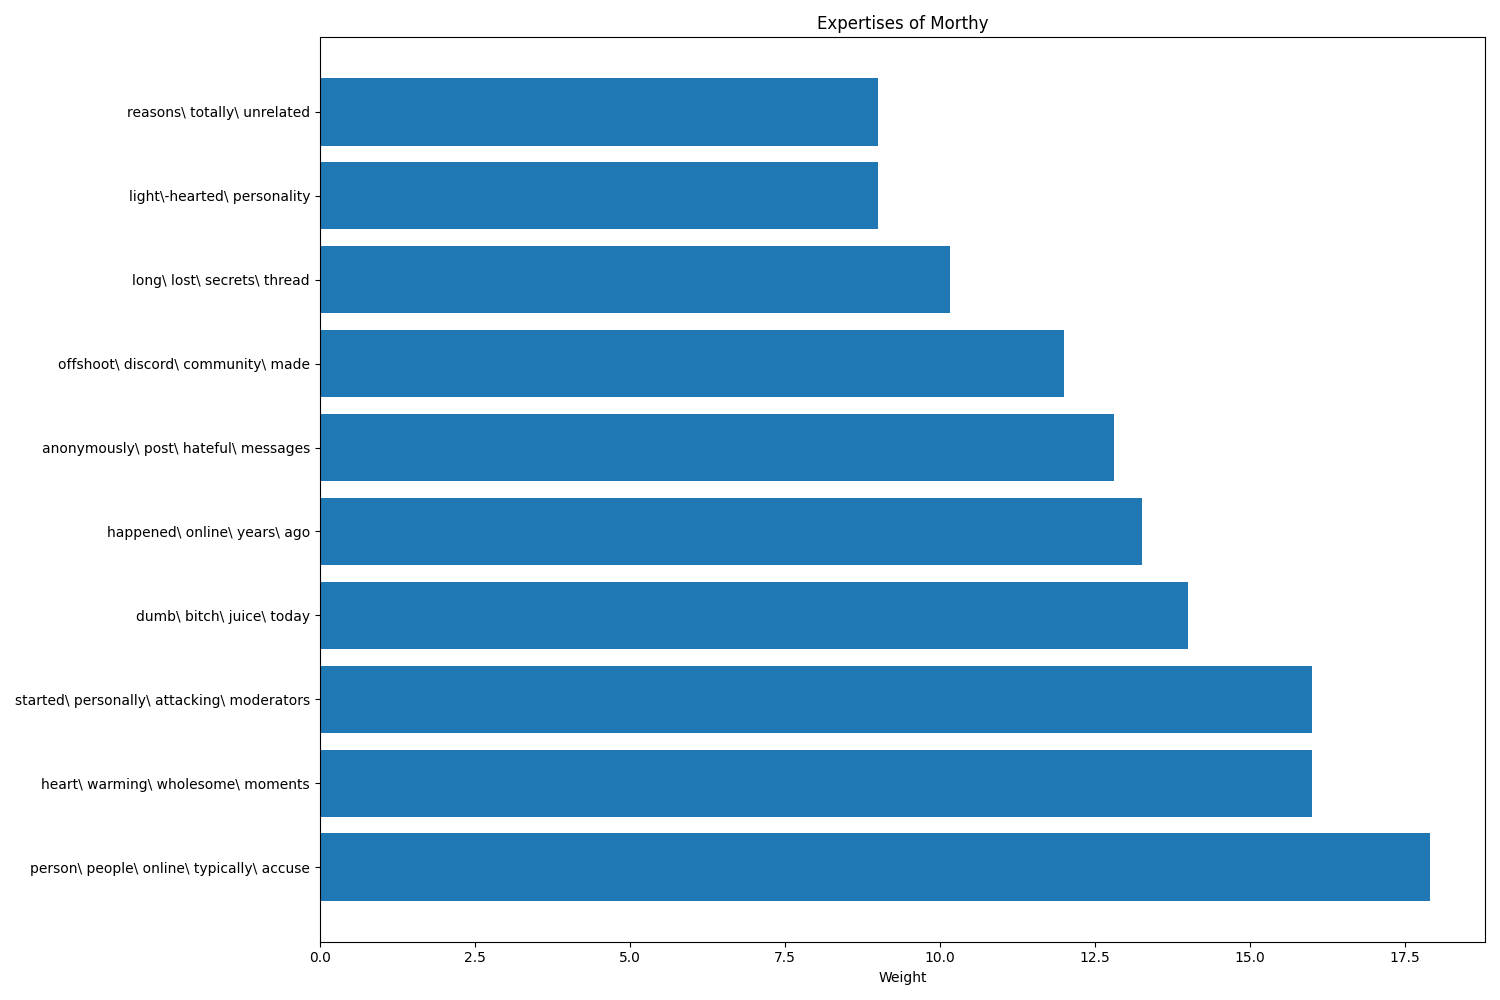 Expertises of Morthy
reasons\ totally\ unrelated
light\-hearted\ personality
long\ lost\ secrets\ thread
offshoot\ discord\ community\ made
anonymously\ post\ hateful\ messages
happened\ online\ years\ ago
dumb\ bitch\ juice\ today
started\ personally\ attacking\ moderators
heart\ warming\ wholesome\ moments
person\ people\ online\ typically\ accuse
0.0 2.5 5.0 7.5 10.0 12.5 15.0 17.5
Weight